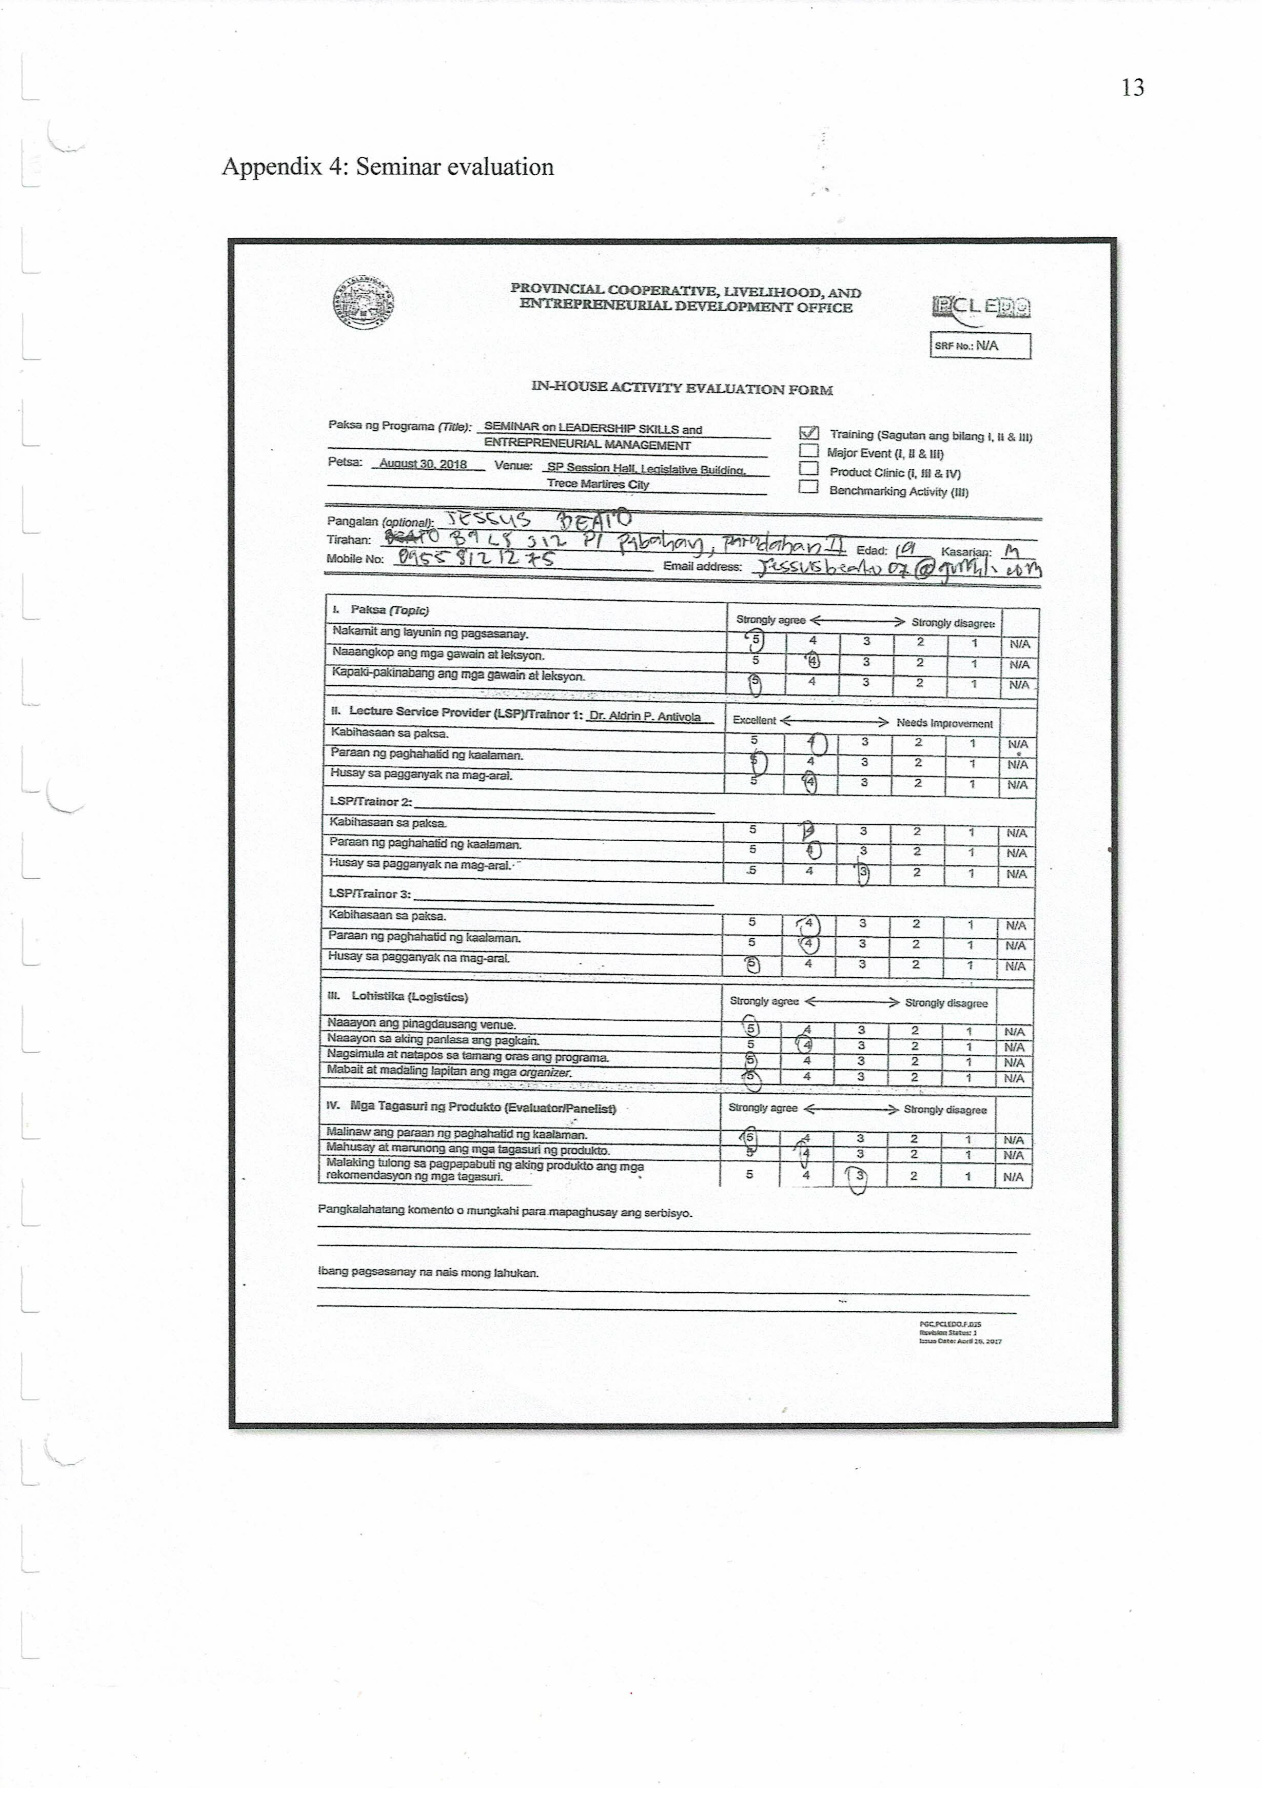 13
Appendix 4: Seminar evaluation
PROVINCIAL COOPERATIVE, LIVELIHOOD, AND
ENTREPRENEURIAL DEVELOPMENT OFFICE
PCLEDO
SRF No.: N/A
IN-HOUSE ACTIVITY EVALUATION FORM
Paksa ng Programa (Title): SEMINAR on LEADERSHIP SKILLS and
ENTREPRENEURIAL MANAGEMENT
Petsa: August 30, 2018 Venue: SP Session Hall, Legislative Building,
Trece Martires City
Training (Sagutan ang bilang I, II & III)
Major Event (I, II & III)
Product Clinic (I, III & IV)
Benchmarking Activity (III)
Pangalan (optional): JESSUS BEATO
Tirahan: B9 L8 S12 P1 Pabahay, Paradahan II Edad: 19 Kasarian: M
Mobile No: 0955 812 12 75 Email address: jessusbeato07@gmail.com
I. Paksa (Topic) Strongly agree Strongly disagree
Nakamit ang layunin ng pagsasanay. 5 4 3 2 1 N/A
Naaangkop ang mga gawain at leksyon. 5 4 3 2 1 N/A
Kapaki-pakinabang ang mga gawain at leksyon. 5 4 3 2 1 N/A
II. Lecture Service Provider (LSP)/Trainor 1: Dr. Aldrin P. Antivola Excellent Needs Improvement
Kabihasaan sa paksa. 5 4 3 2 1 N/A
Paraan ng paghahatid ng kaalaman. 5 4 3 2 1 N/A
Husay sa pagganyak na mag-aral. 5 4 3 2 1 N/A
LSP/Trainor 2:
Kabihasaan sa paksa. 5 4 3 2 1 N/A
Paraan ng paghahatid ng kaalaman. 5 4 3 2 1 N/A
Husay sa pagganyak na mag-aral. 5 4 3 2 1 N/A
LSP/Trainor 3:
Kabihasaan sa paksa. 5 4 3 2 1 N/A
Paraan ng paghahatid ng kaalaman. 5 4 3 2 1 N/A
Husay sa pagganyak na mag-aral. 5 4 3 2 1 N/A
III. Lohistika (Logistics) Strongly agree Strongly disagree
Naaayon ang pinagdausang venue. 5 4 3 2 1 N/A
Naaayon sa aking panlasa ang pagkain. 5 4 3 2 1 N/A
Nagsimula at natapos sa tamang oras ang programa. 5 4 3 2 1 N/A
Mabait at madaling lapitan ang mga organizer. 5 4 3 2 1 N/A
IV. Mga Tagasuri ng Produkto (Evaluator/Panelist) Strongly agree Strongly disagree
Malinaw ang paraan ng paghahatid ng kaalaman. 5 4 3 2 1 N/A
Mahusay at marunong ang mga tagasuri ng produkto. 5 4 3 2 1 N/A
Malaking tulong sa pagpapabuti ng aking produkto ang mga
rekomendasyon ng mga tagasuri. 5 4 3 2 1 N/A
Pangkalahatang komento o mungkahi para mapaghusay ang serbisyo.
Ibang pagsasanay na nais mong lahukan.
PGC.PCLEDO.F.025
Revision Status: 1
Issue Date: April 26, 2017